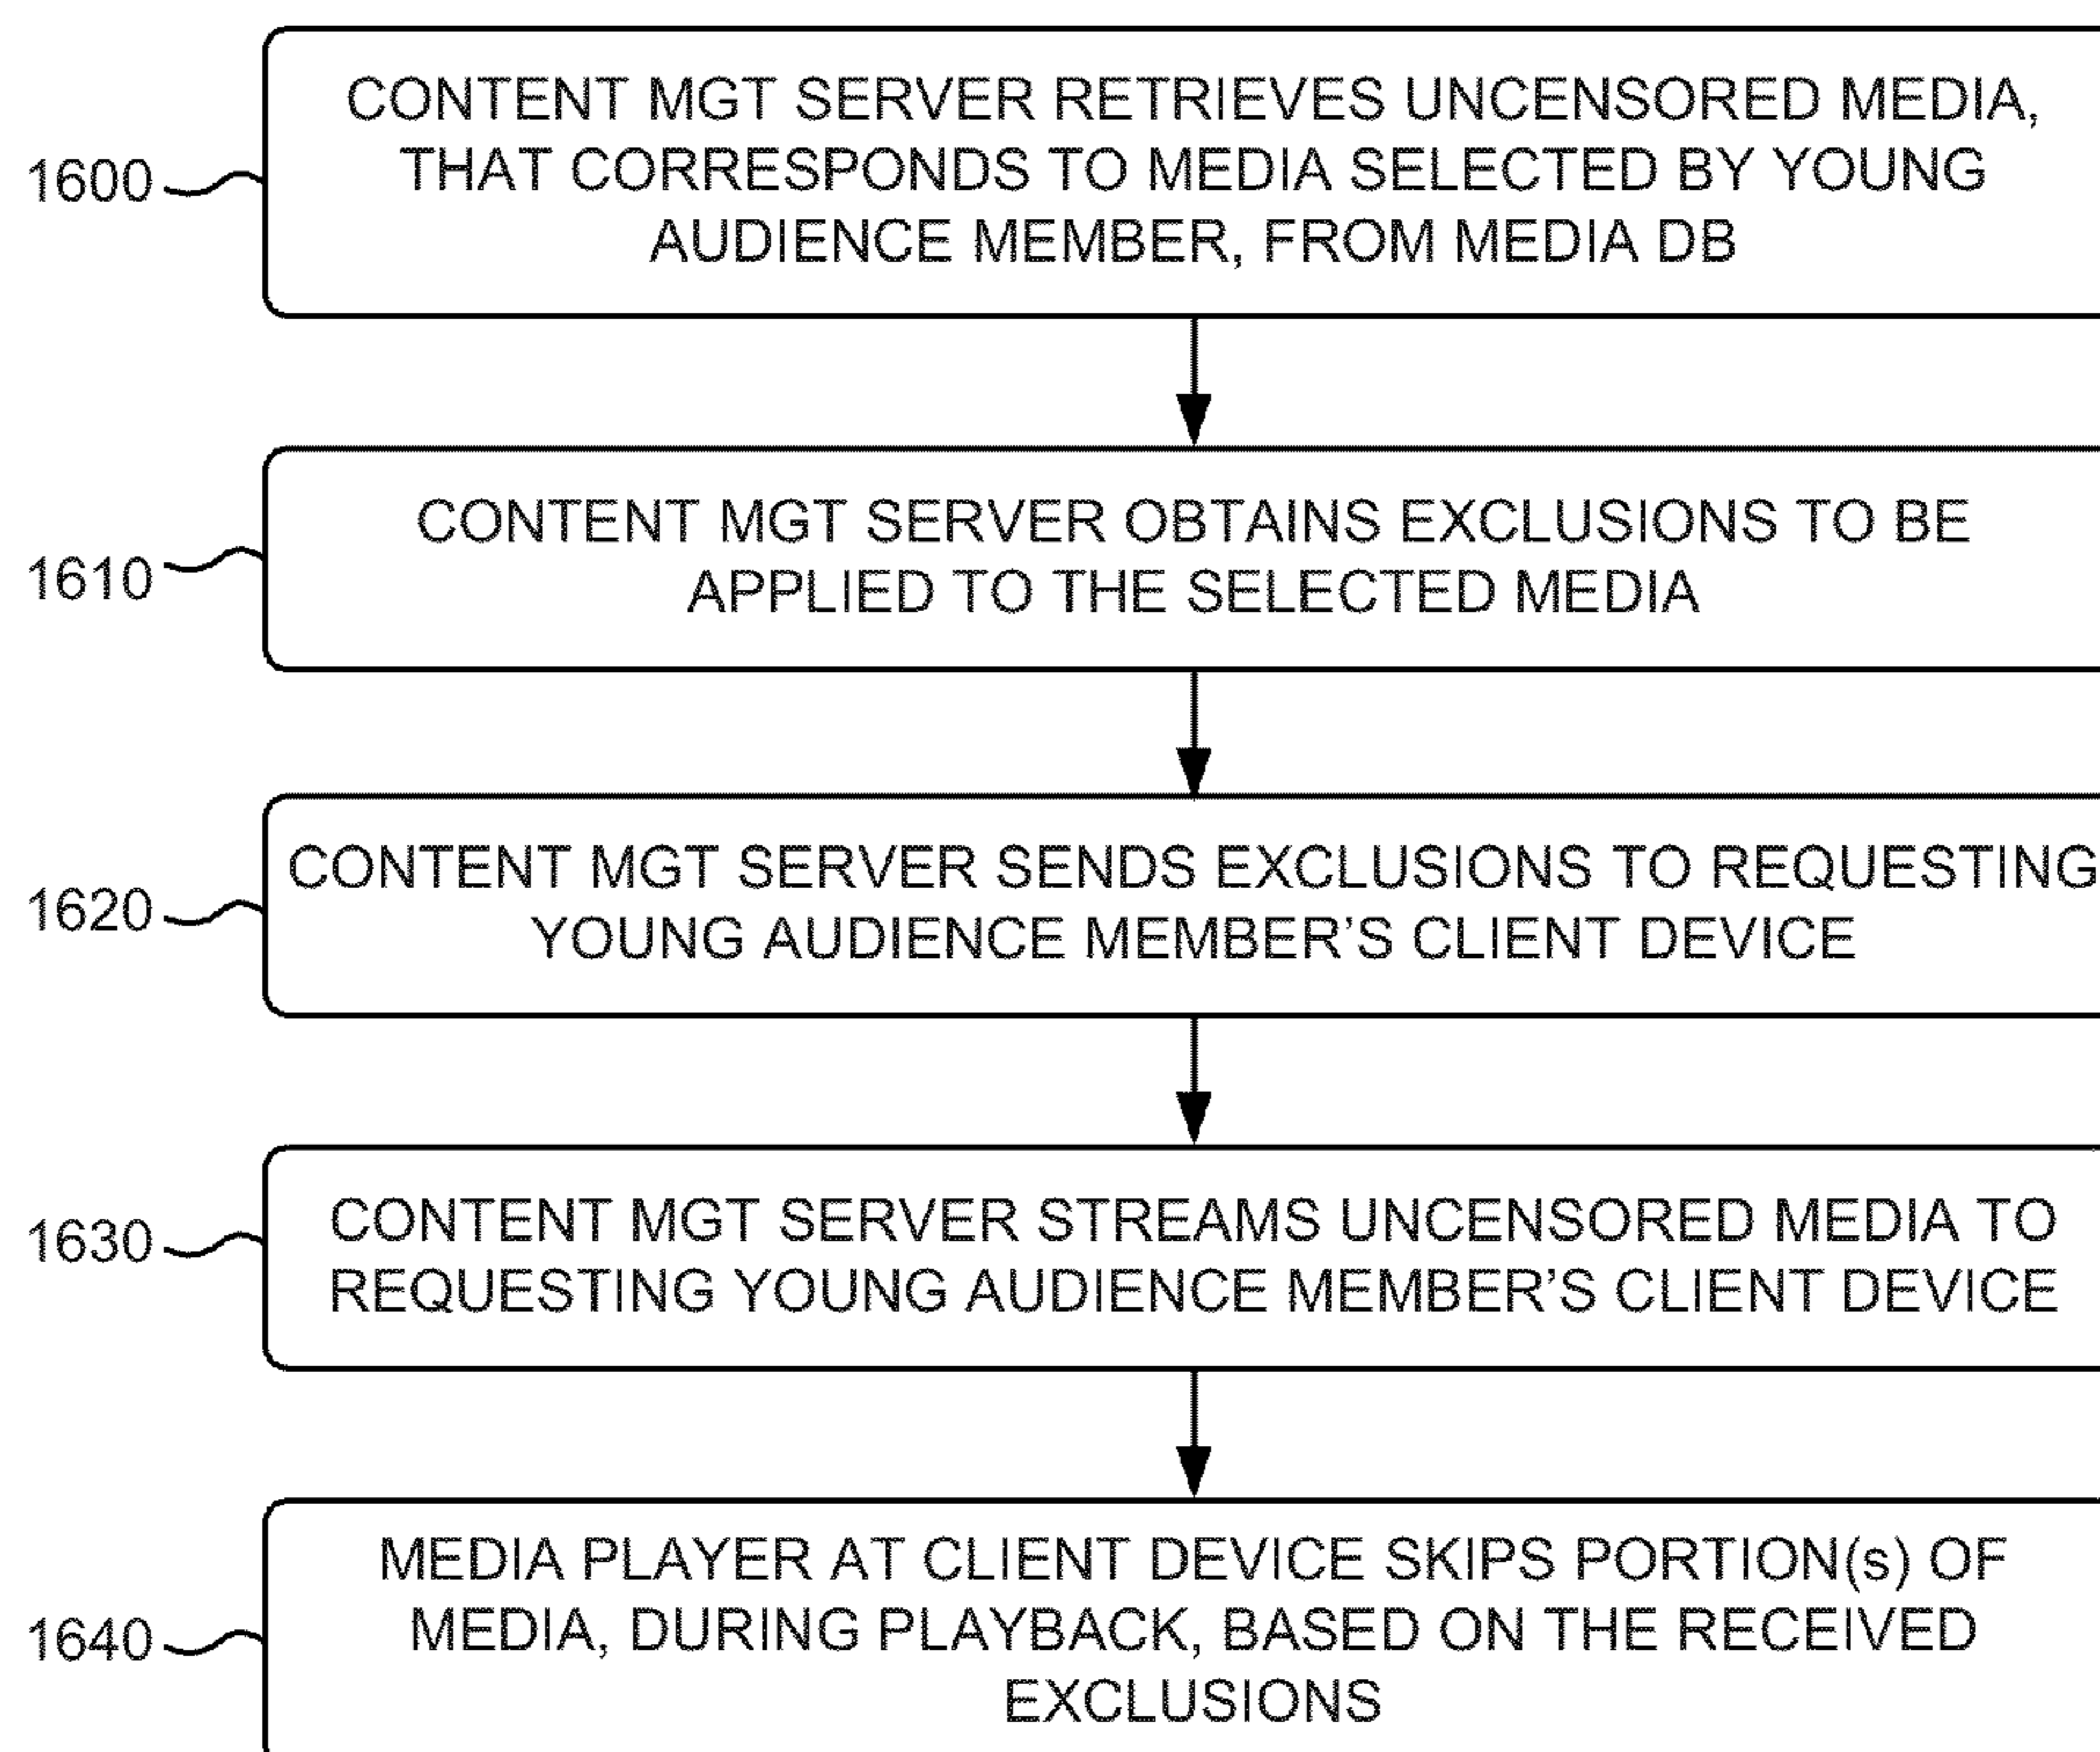 CONTENT MGT SERVER RETRIEVES UNCENSORED MEDIA,
THAT CORRESPONDS TO MEDIA SELECTED BY YOUNG
AUDIENCE MEMBER, FROM MEDIA DB
1600
CONTENT MGT SERVER OBTAINS EXCLUSIONS TO BE
APPLIED TO THE SELECTED MEDIA
1610
CONTENT MGT SERVER SENDS EXCLUSIONS TO REQUESTING
YOUNG AUDIENCE MEMBER’S CLIENT DEVICE
1620
CONTENT MGT SERVER STREAMS UNCENSORED MEDIA TO
REQUESTING YOUNG AUDIENCE MEMBER’S CLIENT DEVICE
1630
MEDIA PLAYER AT CLIENT DEVICE SKIPS PORTION(s) OF
MEDIA, DURING PLAYBACK, BASED ON THE RECEIVED
EXCLUSIONS
1640